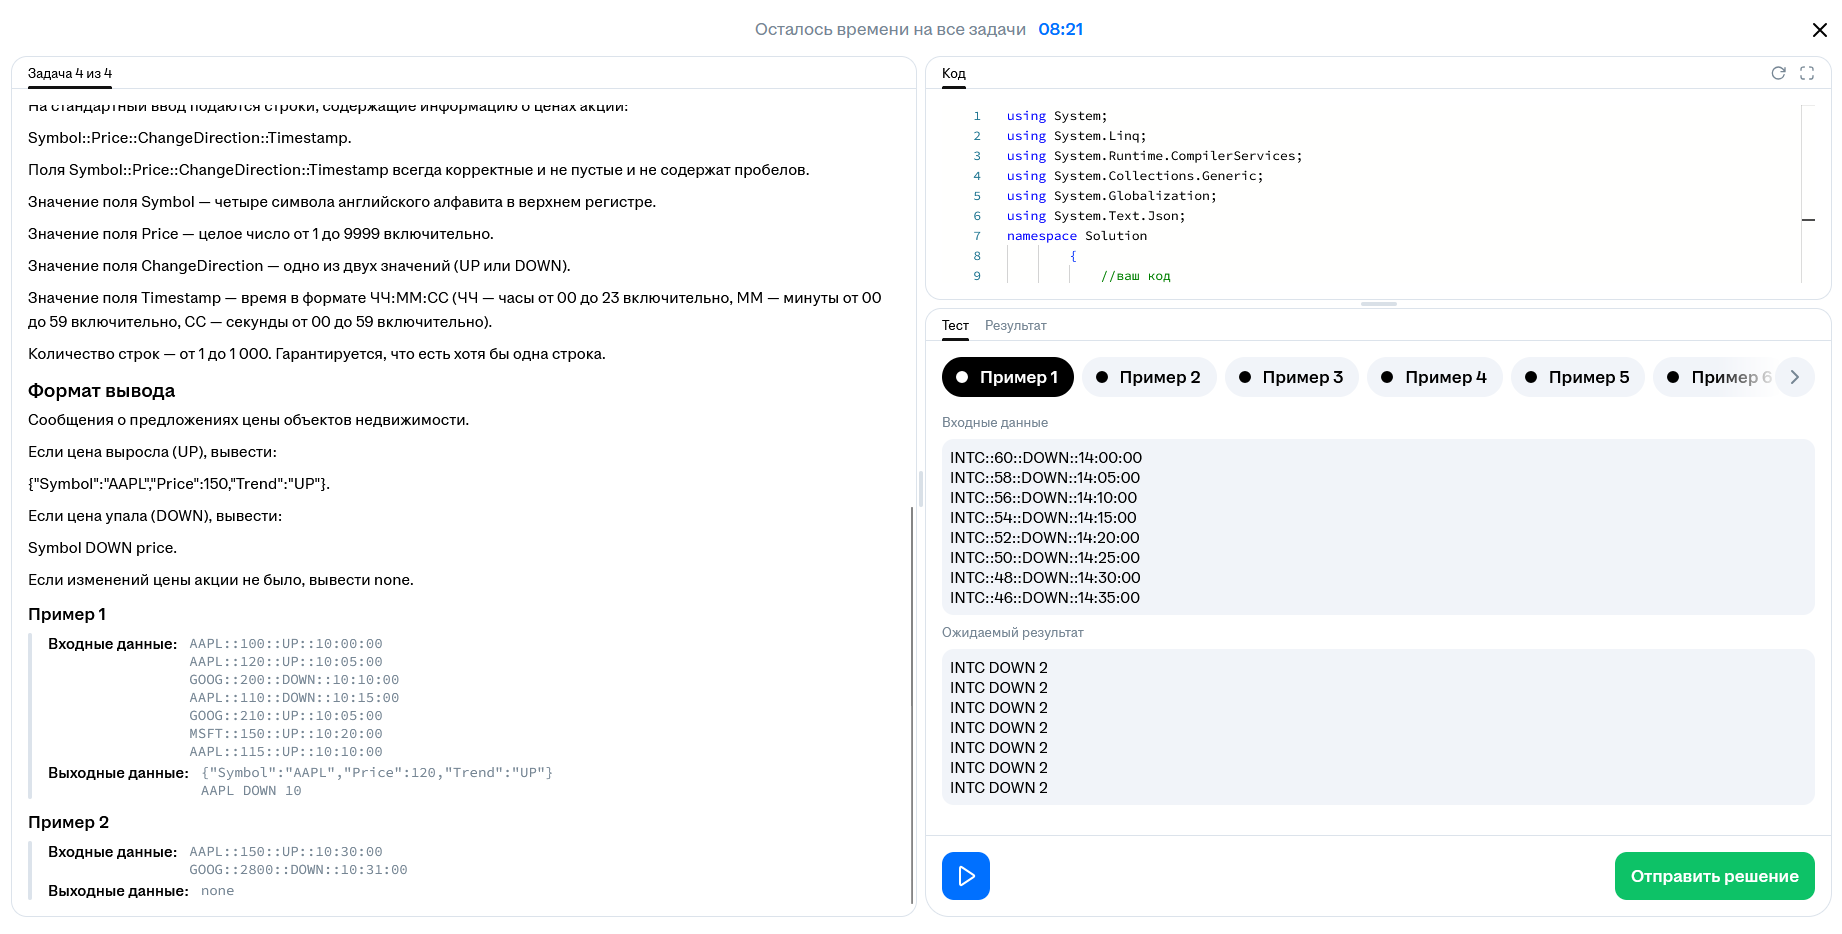 Осталось времени на все задачи 08:21
Задача 4 из 4
На стандартный ввод подаются строки, содержащие информацию о ценах акции:
Symbol::Price::ChangeDirection::Timestamp.
Поля Symbol::Price::ChangeDirection::Timestamp всегда корректные и не пустые и не содержат пробелов.
Значение поля Symbol — четыре символа английского алфавита в верхнем регистре.
Значение поля Price — целое число от 1 до 9999 включительно.
Значение поля ChangeDirection — одно из двух значений (UP или DOWN).
Значение поля Timestamp — время в формате ЧЧ:ММ:СС (ЧЧ — часы от 00 до 23 включительно, ММ — минуты от 00
до 59 включительно, СС — секунды от 00 до 59 включительно).
Количество строк — от 1 до 1 000. Гарантируется, что есть хотя бы одна строка.
Формат вывода
Сообщения о предложениях цены объектов недвижимости.
Если цена выросла (UP), вывести:
{"Symbol":"AAPL","Price":150,"Trend":"UP"}.
Если цена упала (DOWN), вывести:
Symbol DOWN price.
Если изменений цены акции не было, вывести none.
Пример 1
Входные данные: AAPL::100::UP::10:00:00
AAPL::120::UP::10:05:00
GOOG::200::DOWN::10:10:00
AAPL::110::DOWN::10:15:00
GOOG::210::UP::10:05:00
MSFT::150::UP::10:20:00
AAPL::115::UP::10:10:00
Выходные данные: {"Symbol":"AAPL","Price":120,"Trend":"UP"}
AAPL DOWN 10
Пример 2
Входные данные: AAPL::150::UP::10:30:00
GOOG::2800::DOWN::10:31:00
Выходные данные: none
Код
1 using System;
2 using System.Linq;
3 using System.Runtime.CompilerServices;
4 using System.Collections.Generic;
5 using System.Globalization;
6 using System.Text.Json;
7 namespace Solution
8 {
9 //ваш код
Тест Результат
Пример 1 Пример 2 Пример 3 Пример 4 Пример 5 Пример 6
Входные данные
INTC::60::DOWN::14:00:00
INTC::58::DOWN::14:05:00
INTC::56::DOWN::14:10:00
INTC::54::DOWN::14:15:00
INTC::52::DOWN::14:20:00
INTC::50::DOWN::14:25:00
INTC::48::DOWN::14:30:00
INTC::46::DOWN::14:35:00
Ожидаемый результат
INTC DOWN 2
INTC DOWN 2
INTC DOWN 2
INTC DOWN 2
INTC DOWN 2
INTC DOWN 2
INTC DOWN 2
Отправить решение